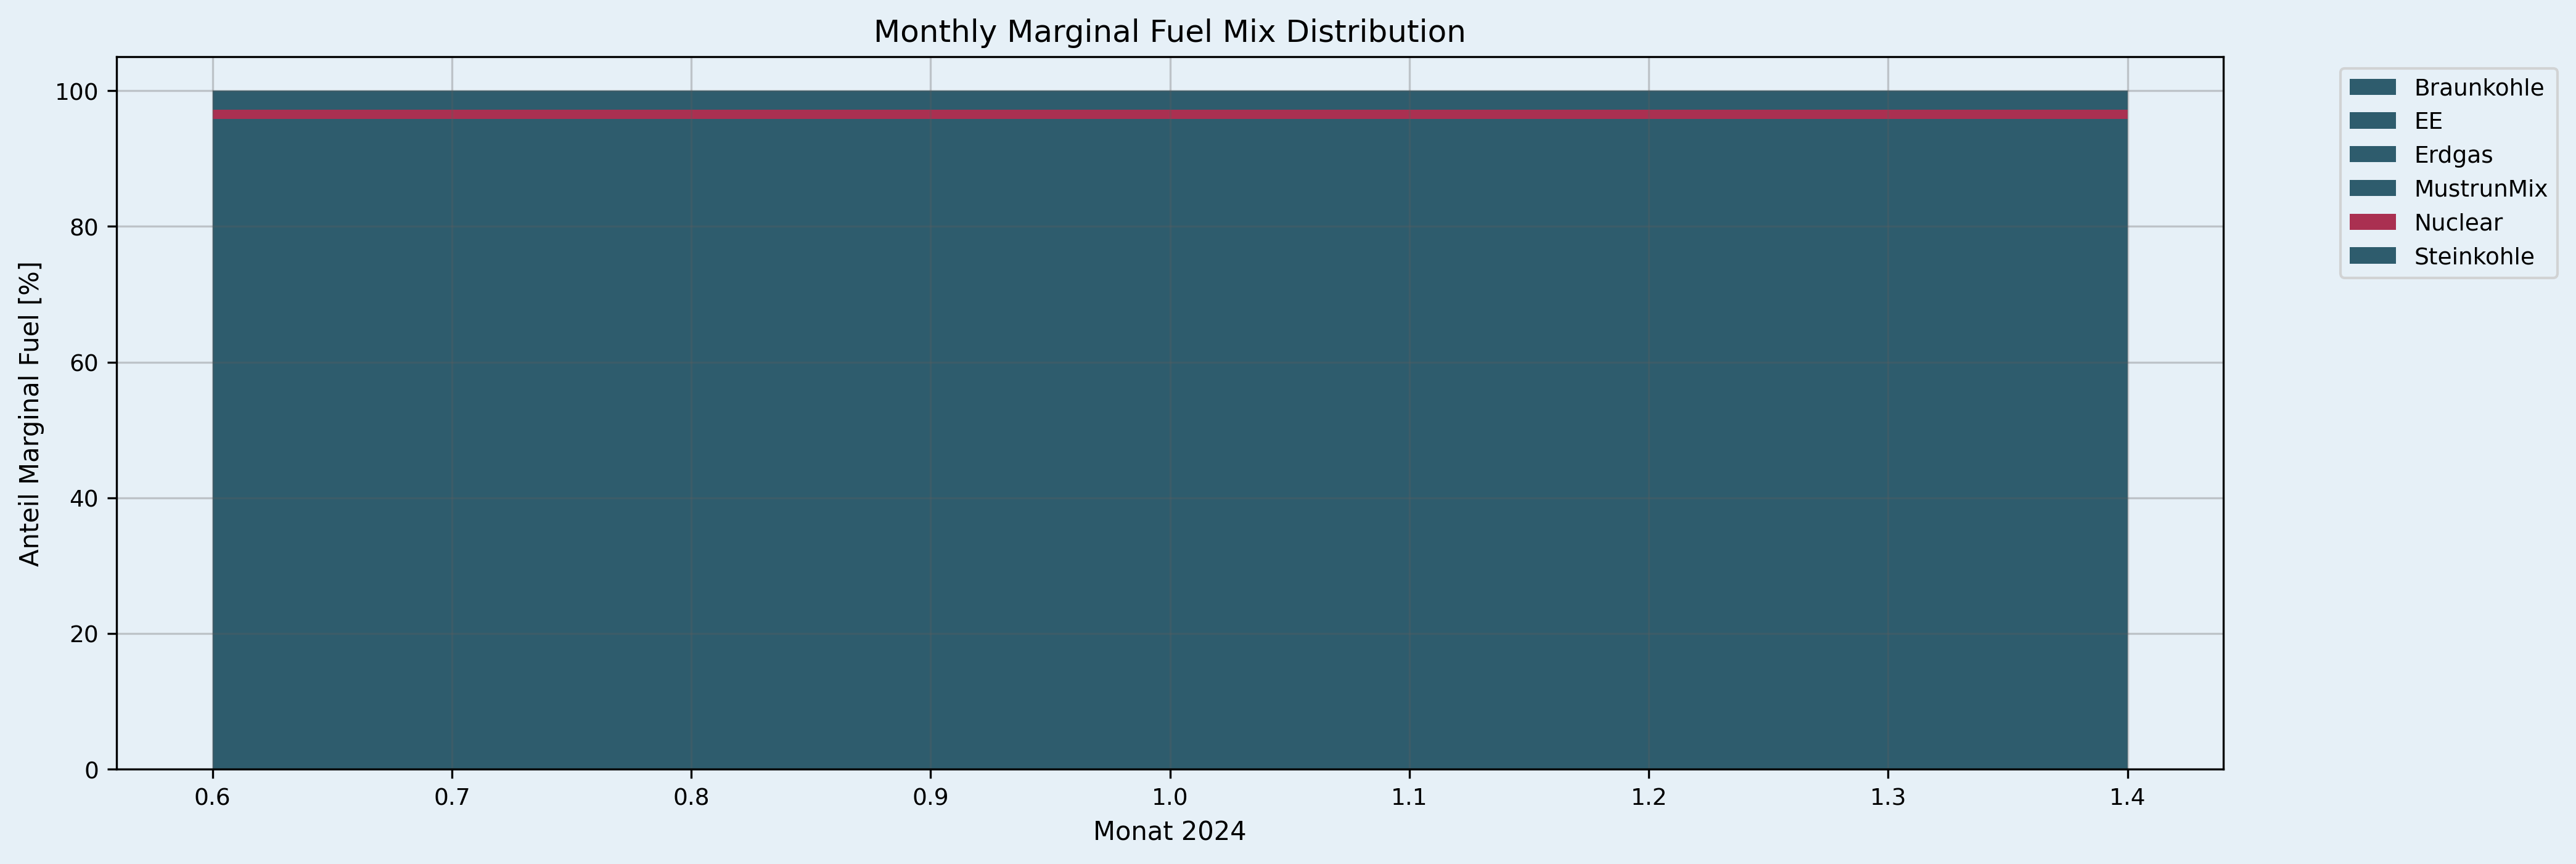 Monthly Marginal Fuel Mix Distribution
Anteil Marginal Fuel [%]
100
80
60
40
20
0
0.6 0.7 0.8 0.9 1.0 1.1 1.2 1.3 1.4
Monat 2024
Braunkohle
EE
Erdgas
MustrunMix
Nuclear
Steinkohle